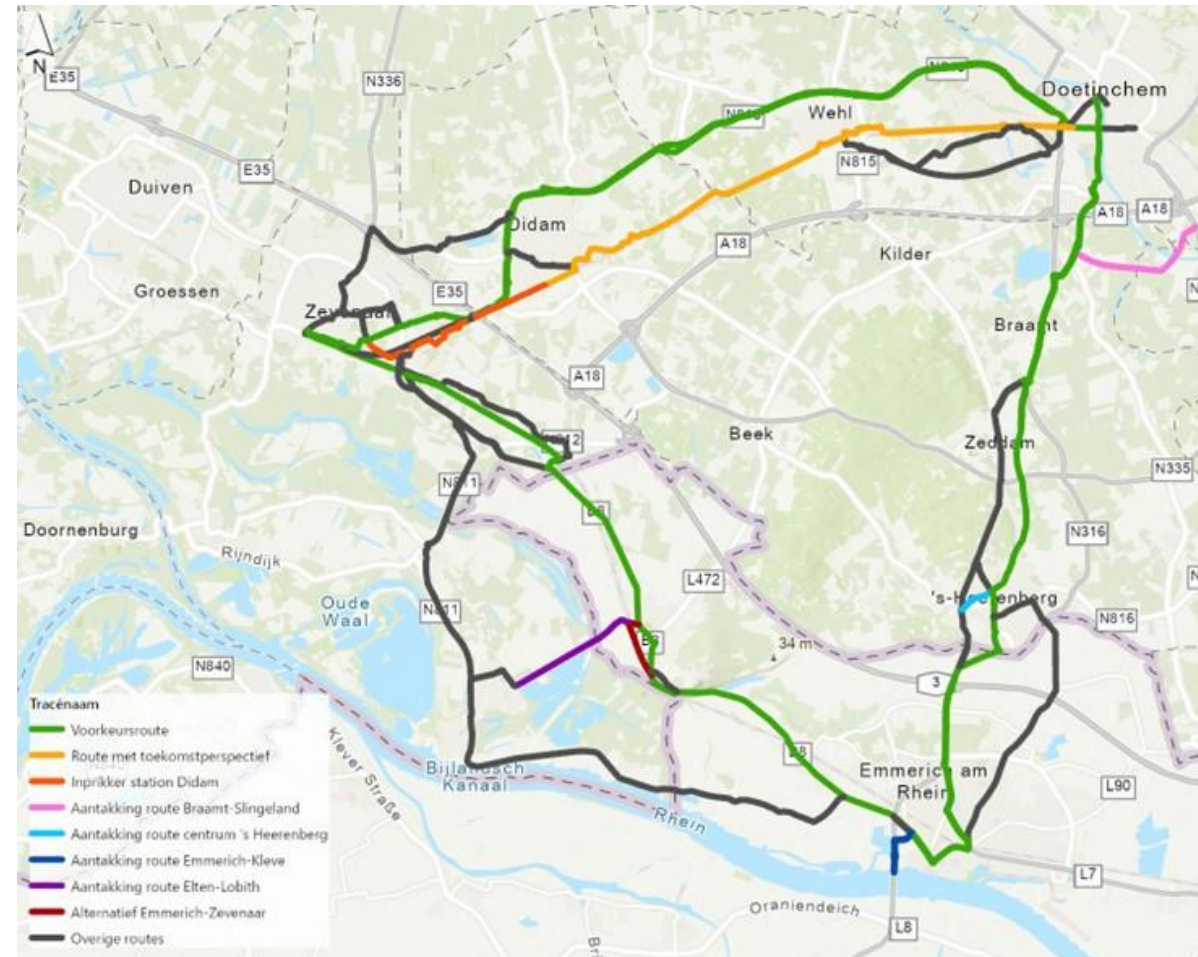 N
E35
N336
Doetinchem
Wehl
N815
E35
Duiven
Didam
A18
A18
A18
Kilder
Groessen
E35
Zevenaar
Braamt
A18
Beek
Zeddam
N335
N811
Doornenburg
Rijndijk
N316
L472
's-Heerenberg
Oude
Waal
N811
N816
34 m
N840
3
Tracénaam
Voorkeursroute
Route met toekomstperspectief
Inprikker station Didam
Aantakking route Braamt-Slingeland
Aantakking route centrum 's Heerenberg
Aantakking route Emmerich-Kleve
Aantakking route Elten-Lobith
Alternatief Emmerich-Zevenaar
Overige routes
Klever Straße
Bijlandsch
Kanaal
Rhein
Emmerich am
Rhein
L90
L7
Oraniendeich
L8